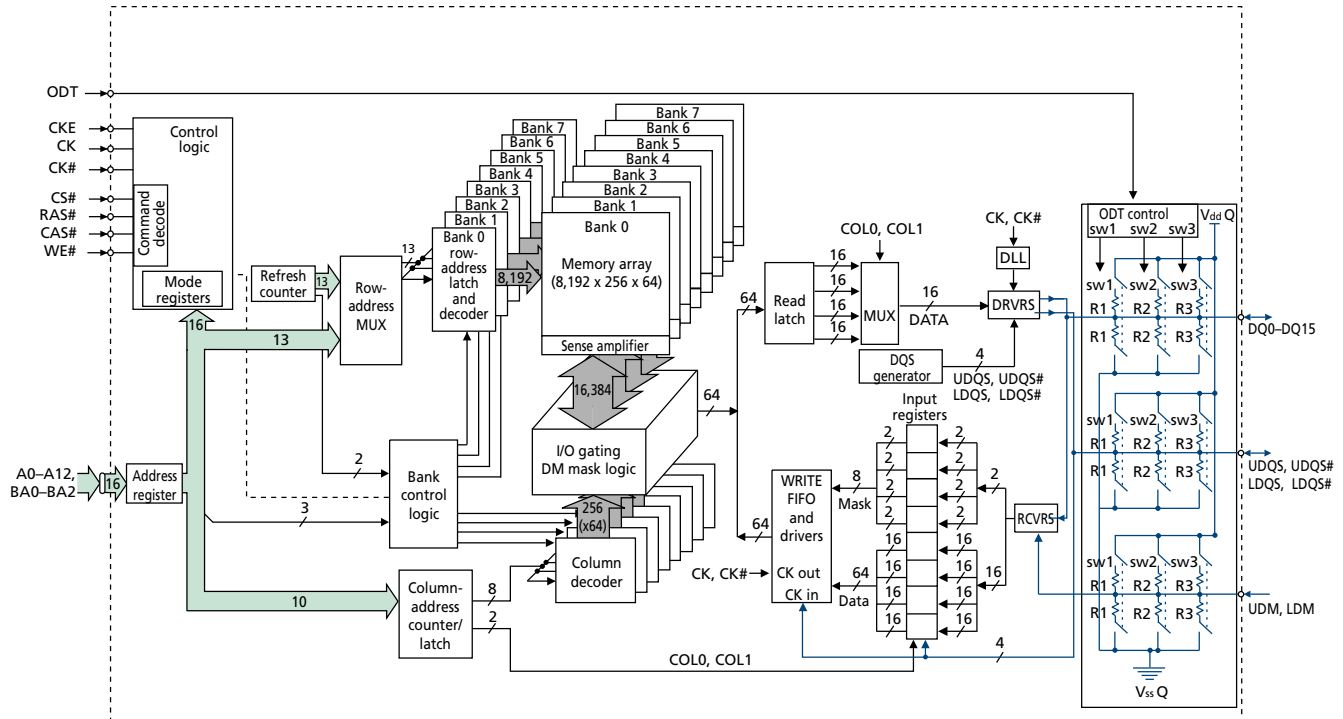 ODT
CKE
CK
CK#
CS#
RAS#
CAS#
WE#
Control
logic
Command
decode
Mode
registers
A0–A12,
BA0–BA2
16
Address
register
16
13
10
3
Refresh
counter
13
2
Row-
address
MUX
13
Bank 7
Bank 6
Bank 5
Bank 4
Bank 3
Bank 2
Bank 1
Bank 0
row-
address
latch
and
decoder
8,192
Bank 7
Bank 6
Bank 5
Bank 4
Bank 3
Bank 2
Bank 1
Bank 0
Memory array
(8,192 x 256 x 64)
Sense amplifier
16,384
I/O gating
DM mask logic
256
(x64)
Column
decoder
Bank
control
logic
Column-
address
counter/
latch
8
2
COL0, COL1
64
64
Read
latch
16
16
16
16
COL0, COL1
MUX
16
DATA
CK, CK#
DLL
DRVRS
DQS
generator
4
UDQS, UDQS#
LDQS, LDQS#
Input
registers
64
CK, CK#
WRITE
FIFO
and
drivers
CK out
CK in
8
Mask
64
Data
2
2
2
2
16
16
16
16
2
2
2
2
16
16
16
16
2
16
RCVRS
4
ODT control
sw1
sw2
sw3
Vdd Q
sw1
sw2
sw3
R1
R2
R3
R1
R2
R3
DQ0–DQ15
sw1
sw2
sw3
R1
R2
R3
R1
R2
R3
UDQS, UDQS#
LDQS, LDQS#
sw1
sw2
sw3
R1
R2
R3
R1
R2
R3
UDM, LDM
Vss Q